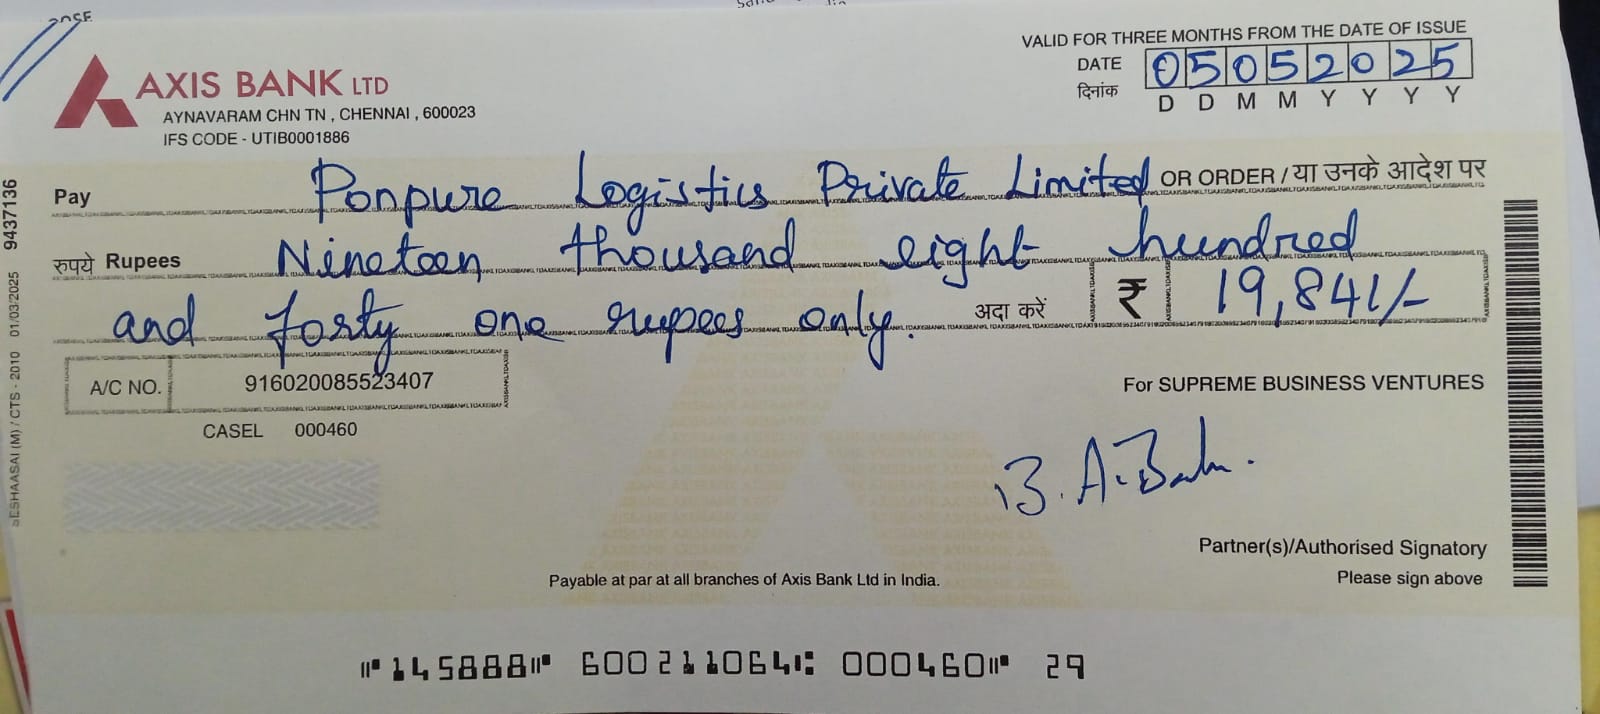 AXIS BANK LTD
AYNAVARAM CHN TN , CHENNAI , 600023
IFS CODE - UTIB0001886
VALID FOR THREE MONTHS FROM THE DATE OF ISSUE
DATE 05052025
दिनांक D D M M Y Y Y Y
Pay Ponpure Logistics Private Limited OR ORDER / या उनके आदेश पर
रुपये Rupees Nineteen thousand eight hundred
and forty one rupees only. अदा करें ₹ 19,841/-
A/C NO. 916020085523407
CASEL 000460
For SUPREME BUSINESS VENTURES
B. A. Babu.
Partner(s)/Authorised Signatory
Please sign above
Payable at par at all branches of Axis Bank Ltd in India.
⑈145888⑈ 600211064⑆ 000460⑈ 29
SESHAASAI (M) / CTS - 2010 01/03/2025 9437136